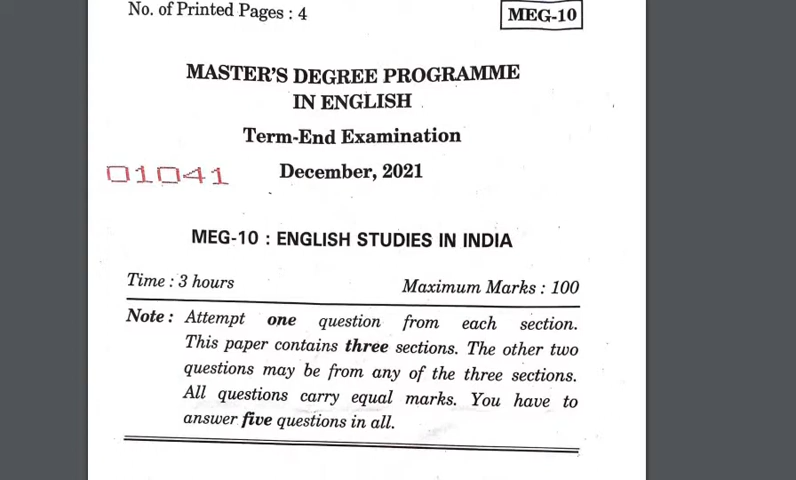 No. of Printed Pages : 4
MEG-10
MASTER'S DEGREE PROGRAMME
IN ENGLISH
Term-End Examination
01041
December, 2021
MEG-10 : ENGLISH STUDIES IN INDIA
Time : 3 hours
Maximum Marks : 100
Note : Attempt one question from each section.
This paper contains three sections. The other two
questions may be from any of the three sections.
All questions carry equal marks. You have to
answer five questions in all.